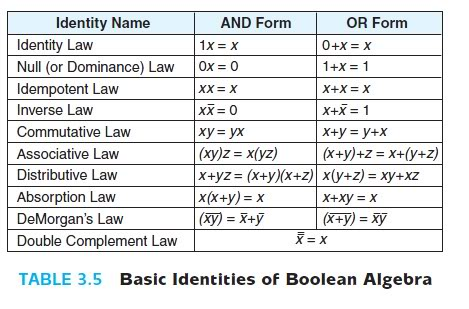 Identity Name AND Form OR Form
Identity Law 1x = x 0+x = x
Null (or Dominance) Law 0x = 0 1+x = 1
Idempotent Law xx = x x+x = x
Inverse Law xx̅ = 0 x+x̅ = 1
Commutative Law xy = yx x+y = y+x
Associative Law (xy)z = x(yz) (x+y)+z = x+(y+z)
Distributive Law x+yz = (x+y)(x+z) x(y+z) = xy+xz
Absorption Law x(x+y) = x x+xy = x
DeMorgan's Law (x̅y̅) = x̅+y̅ (x̅+̅y̅) = x̅y̅
Double Complement Law x̿ = x
TABLE 3.5 Basic Identities of Boolean Algebra